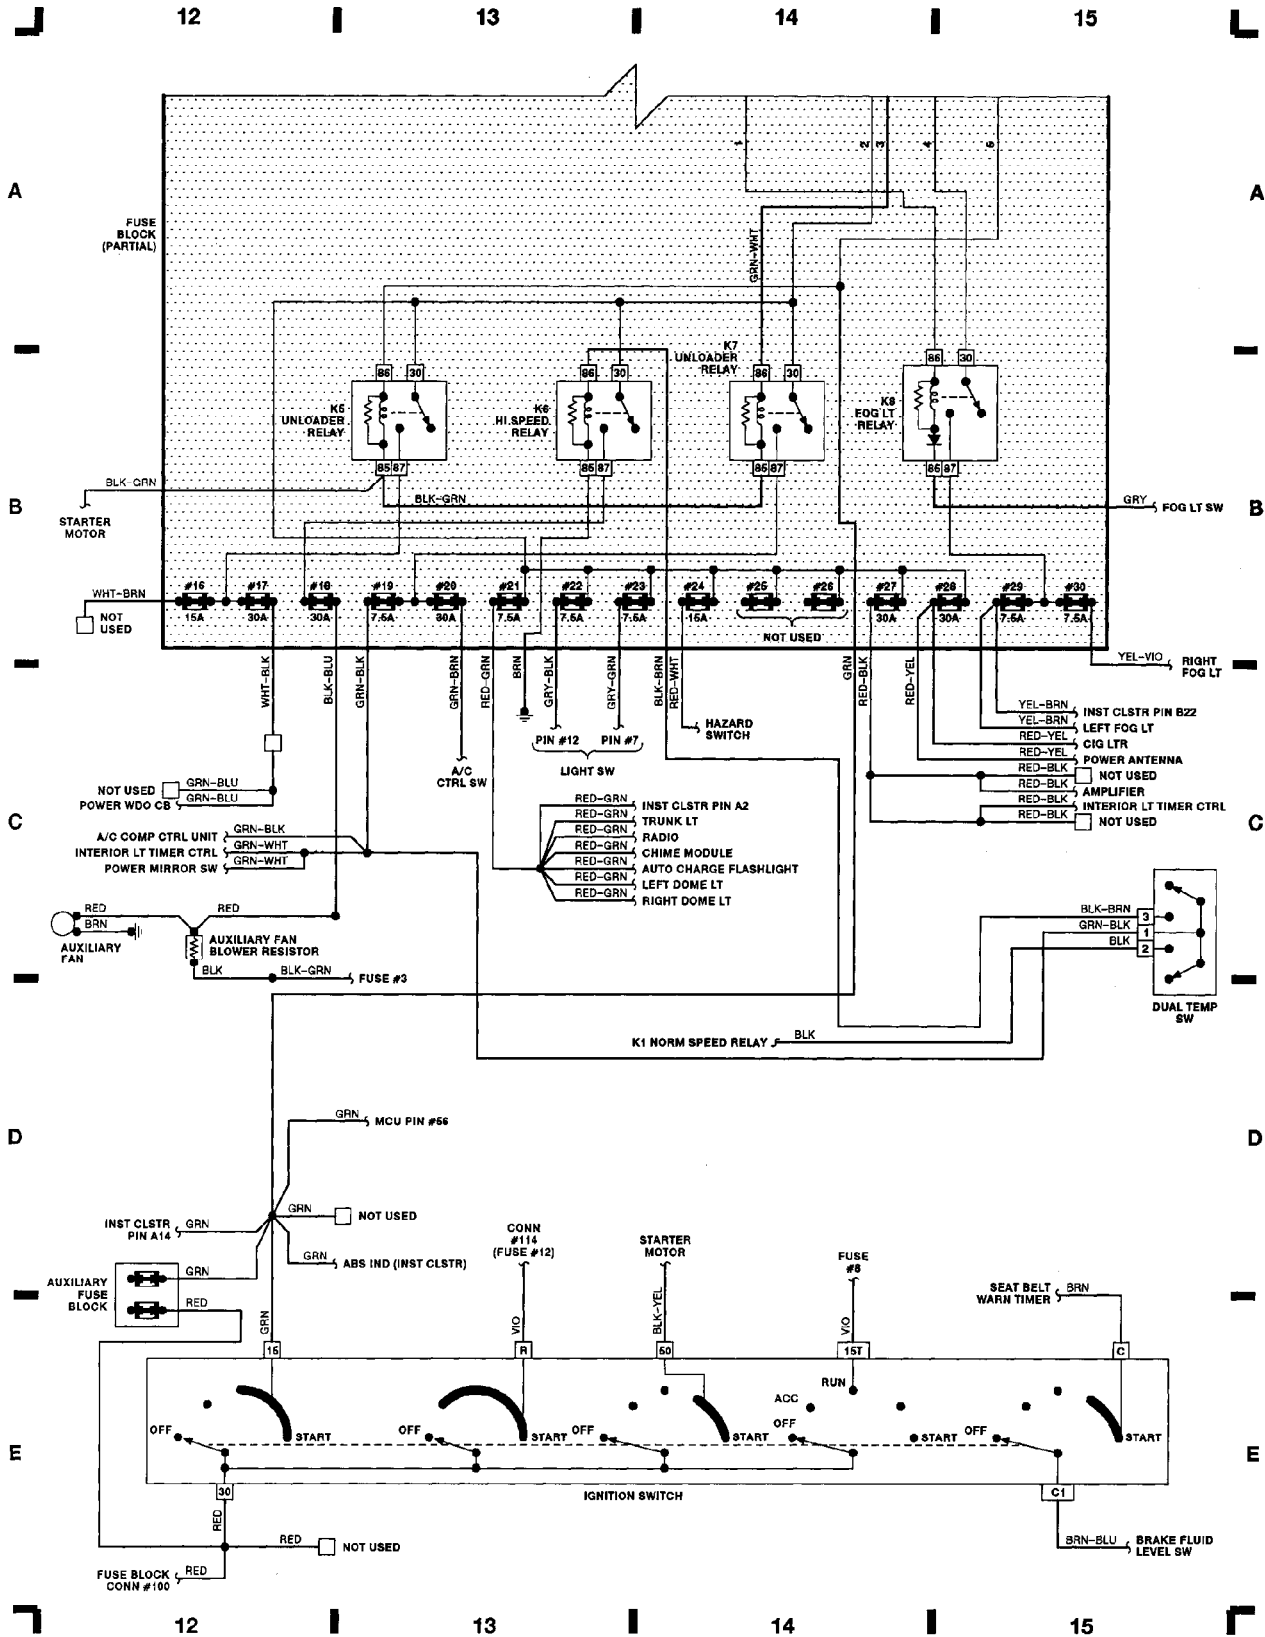 12 13 14 15
1 2 3 4 5
A A
FUSE
BLOCK
(PARTIAL)
GRN-WHT
K7
UNLOADER
RELAY
86 30 86 30 86 30 86 30
K5
UNLOADER
RELAY
K6
HI SPEED
RELAY
K8
FOG LT
RELAY
85 87 85 87 85 87 85 87
BLK-GRN
BLK-GRN
STARTER
MOTOR
B B
GRY
FOG LT SW
#16 #17 #18 #19 #20 #21 #22 #23 #24 #25 #26 #27 #28 #29 #30
WHT-BRN
15A 30A 30A 7.5A 30A 7.5A 7.5A 7.5A 15A 30A 30A 7.5A 7.5A
NOT
USED
NOT USED
WHT-BLK
BLK-BLU
GRN-BLK
GRN-BRN
RED-GRN
BRN
GRY-BLK
GRY-GRN
BLK-BRN
RED-WHT
GRN
RED-BLK
RED-YEL
YEL-VIO
RIGHT
FOG LT
HAZARD
SWITCH
PIN #12 PIN #7
LIGHT SW
A/C
CTRL SW
YEL-BRN INST CLSTR PIN B22
YEL-BRN LEFT FOG LT
RED-YEL CIG LTR
RED-YEL POWER ANTENNA
RED-BLK NOT USED
RED-BLK AMPLIFIER
RED-BLK INTERIOR LT TIMER CTRL
RED-BLK NOT USED
NOT USED GRN-BLU
POWER WDO CB GRN-BLU
C C
A/C COMP CTRL UNIT GRN-BLK
INTERIOR LT TIMER CTRL GRN-WHT
POWER MIRROR SW GRN-WHT
RED-GRN INST CLSTR PIN A2
RED-GRN TRUNK LT
RED-GRN RADIO
RED-GRN CHIME MODULE
RED-GRN AUTO CHARGE FLASHLIGHT
RED-GRN LEFT DOME LT
RED-GRN RIGHT DOME LT
RED RED
BRN
AUXILIARY
FAN
AUXILIARY FAN
BLOWER RESISTOR
BLK BLK-GRN FUSE #3
BLK-BRN 3
GRN-BLK 1
BLK 2
DUAL TEMP
SW
K1 NORM SPEED RELAY BLK
D D
GRN MCU PIN #56
GRN NOT USED
INST CLSTR
PIN A14
GRN
GRN ABS IND (INST CLSTR)
AUXILIARY
FUSE
BLOCK
GRN
RED
CONN
#114
(FUSE #12)
STARTER
MOTOR
FUSE
#8
SEAT BELT
WARN TIMER
BRN
GRN
VIO
BLK-YEL
VIO
15 R 50 15T C
RUN
ACC
OFF START OFF START OFF START OFF START OFF START
E E
30 C1
IGNITION SWITCH
RED
RED NOT USED
BRN-BLU BRAKE FLUID
LEVEL SW
FUSE BLOCK
CONN #100
RED
12 13 14 15